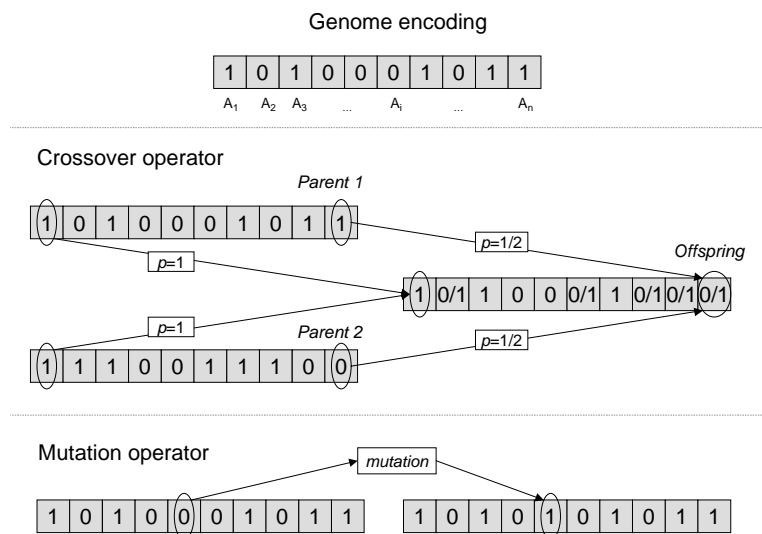 Genome encoding
1 0 1 0 0 0 1 0 1 1
A1 A2 A3 ... Ai ... An
Crossover operator
Parent 1
1 0 1 0 0 0 1 0 1 1
p=1/2
Offspring
p=1
1 0/1 1 0 0 0/1 1 0/1 0/1 0/1
p=1
Parent 2
p=1/2
1 1 1 0 0 1 1 1 0 0
Mutation operator
mutation
1 0 1 0 0 0 1 0 1 1
1 0 1 0 1 0 1 0 1 1